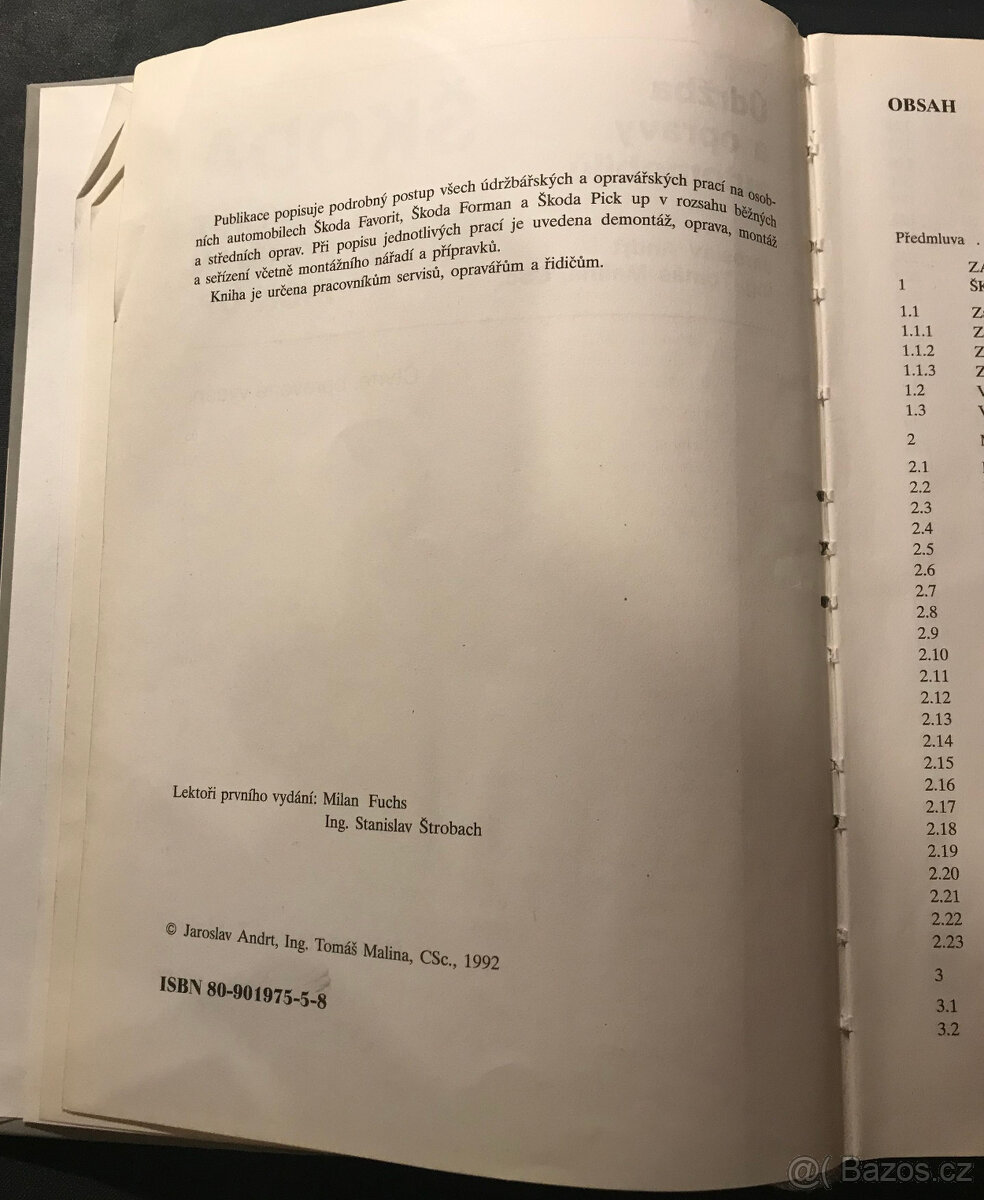 Publikace popisuje podrobný postup všech údržbářských a opravářských prací na osob-
ních automobilech Škoda Favorit, Škoda Forman a Škoda Pick up v rozsahu běžných
a středních oprav. Při popisu jednotlivých prací je uvedena demontáž, oprava, montáž
a seřízení včetně montážního nářadí a přípravků.
Kniha je určena pracovníkům servisů, opravářům a řidičům.
Lektoři prvního vydání: Milan Fuchs
Ing. Stanislav Štrobach
© Jaroslav Andrt, Ing. Tomáš Malina, CSc., 1992
ISBN 80-901975-5-8
OBSAH
Předmluva .
1
1.1
1.1.1
1.1.2
1.1.3
1.2
1.3
2
2.1
2.2
2.3
2.4
2.5
2.6
2.7
2.8
2.9
2.10
2.11
2.12
2.13
2.14
2.15
2.16
2.17
2.18
2.19
2.20
2.21
2.22
2.23
3
3.1
3.2
@( Bazos.cz